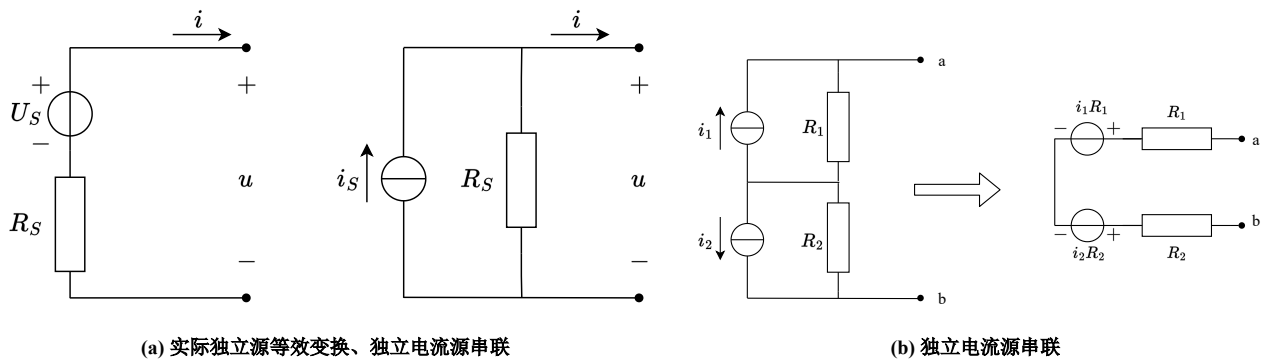 i
+
U_S
−
R_S
+
u
−
i
i_S
R_S
+
u
−
(a) 实际独立源等效变换、独立电流源串联
a
i_1
R_1
i_2
R_2
b
i_1R_1
R_1
− +
a
− +
b
i_2R_2
R_2
(b) 独立电流源串联